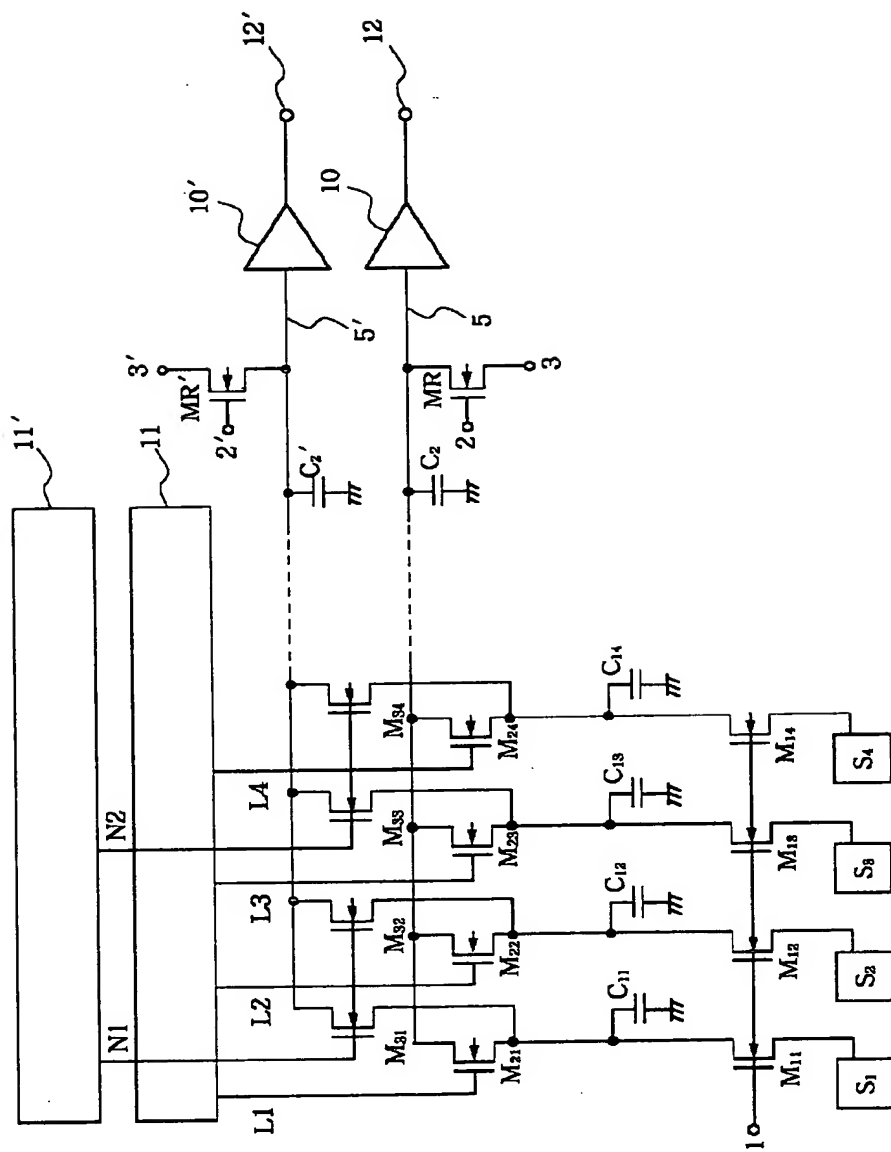 12'
12
10'
10
5'
5
3'
MR'
2'
3
MR
2
C₂'
C₂
11'
11
N1
N2
L1
L2
L3
L4
M₃₁
M₃₂
M₃₃
M₃₄
M₂₁
M₂₂
M₂₃
M₂₄
C₁₁
C₁₂
C₁₃
C₁₄
1
M₁₁
M₁₂
M₁₃
M₁₄
S₁
S₂
S₃
S₄